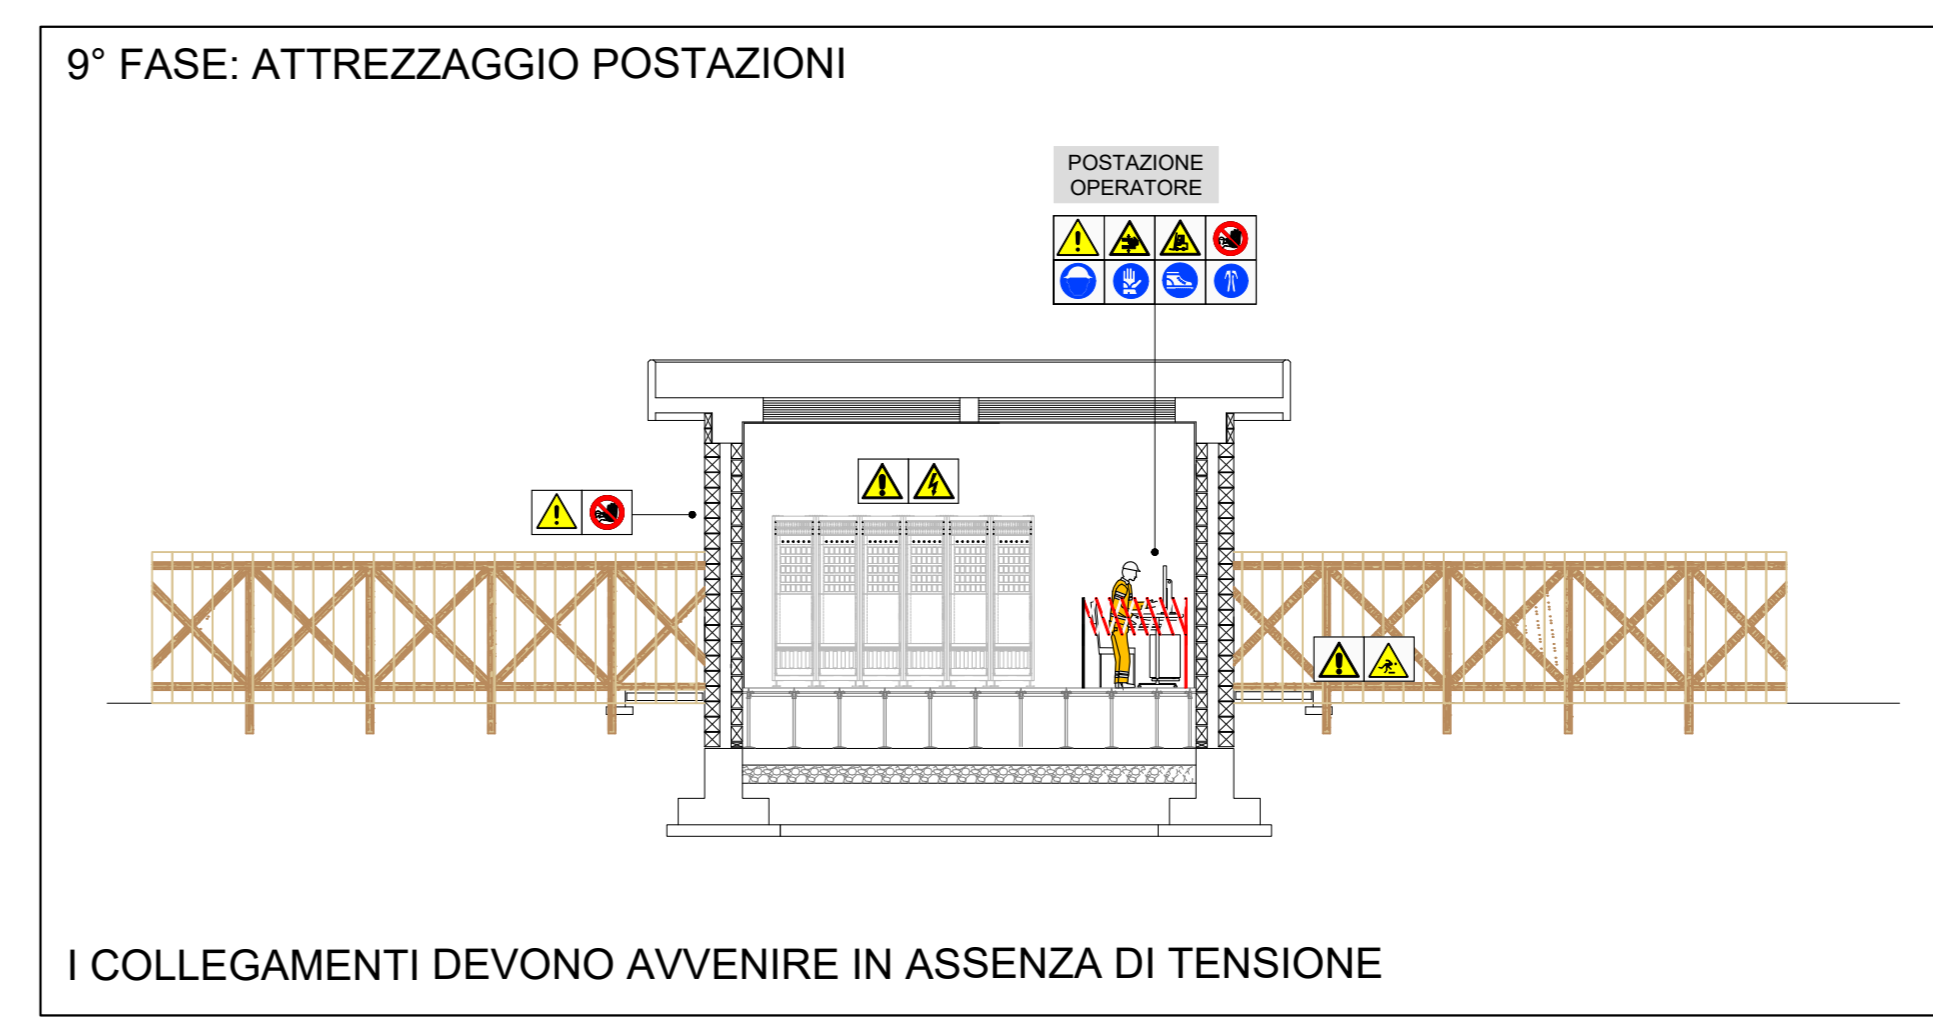 9° FASE: ATTREZZAGGIO POSTAZIONI
POSTAZIONE
OPERATORE
I COLLEGAMENTI DEVONO AVVENIRE IN ASSENZA DI TENSIONE